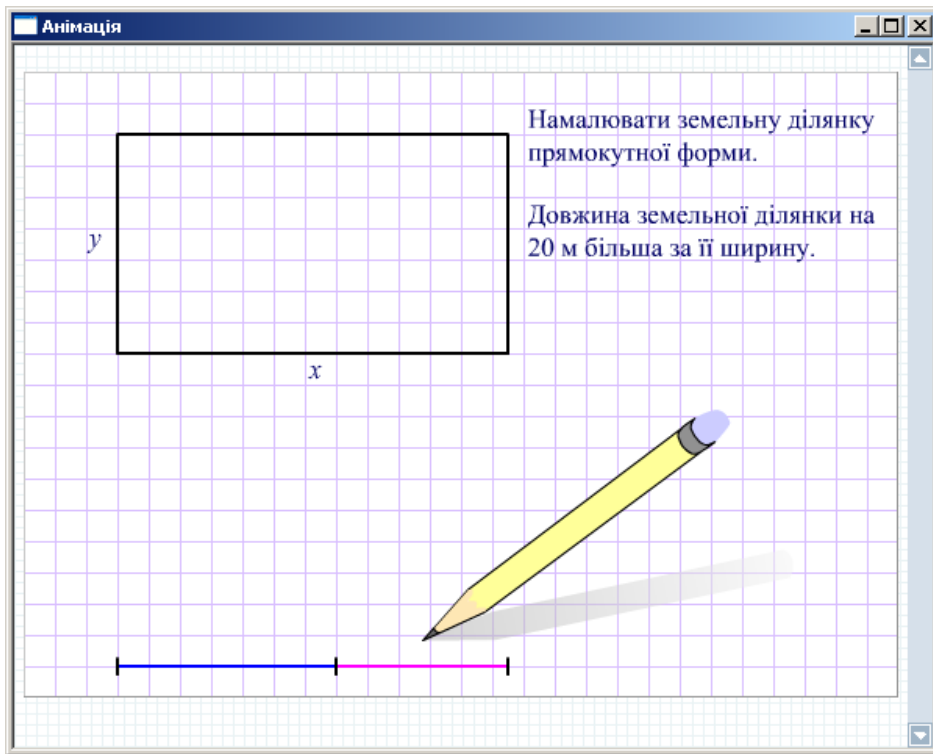 Анімація
Намалювати земельну ділянку
прямокутної форми.
Довжина земельної ділянки на
20 м більша за її ширину.
y
x